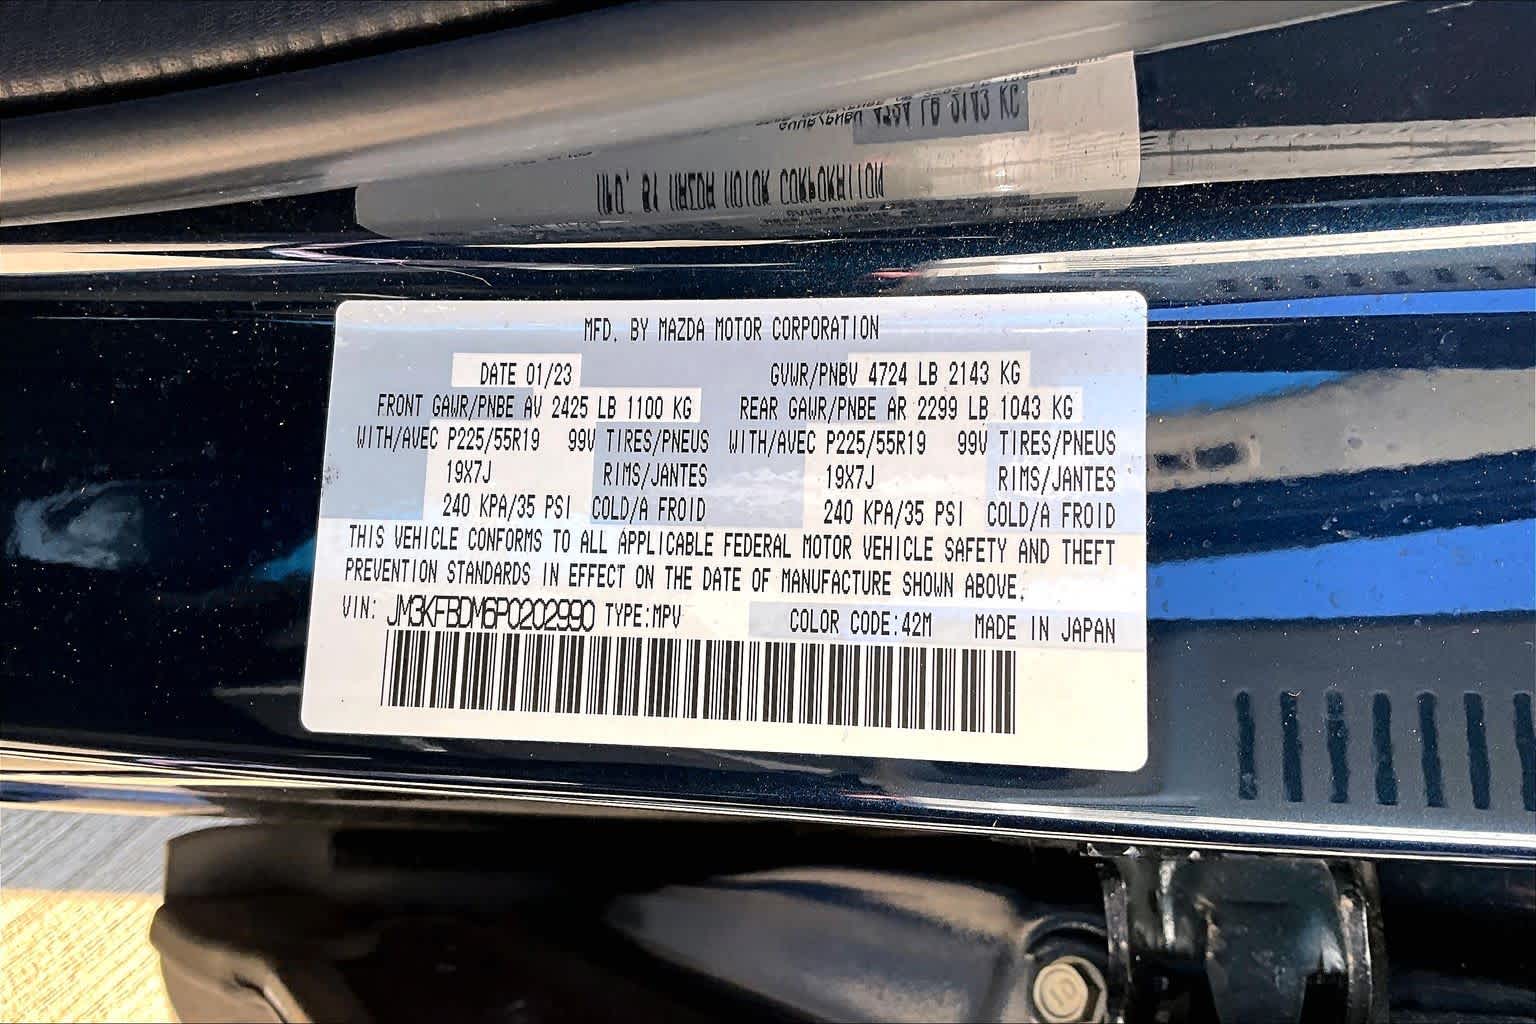 MFD. BY MAZDA MOTOR CORPORATION
DATE 01/23 GVWR/PNBV 4724 LB 2143 KG
FRONT GAWR/PNBE AV 2425 LB 1100 KG REAR GAWR/PNBE AR 2299 LB 1043 KG
WITH/AVEC P225/55R19 99V TIRES/PNEUS WITH/AVEC P225/55R19 99V TIRES/PNEUS
19X7J RIMS/JANTES 19X7J RIMS/JANTES
240 KPA/35 PSI COLD/A FROID 240 KPA/35 PSI COLD/A FROID
THIS VEHICLE CONFORMS TO ALL APPLICABLE FEDERAL MOTOR VEHICLE SAFETY AND THEFT
PREVENTION STANDARDS IN EFFECT ON THE DATE OF MANUFACTURE SHOWN ABOVE.
VIN: JM3KFBDM6P0202990 TYPE:MPV COLOR CODE:42M MADE IN JAPAN
10